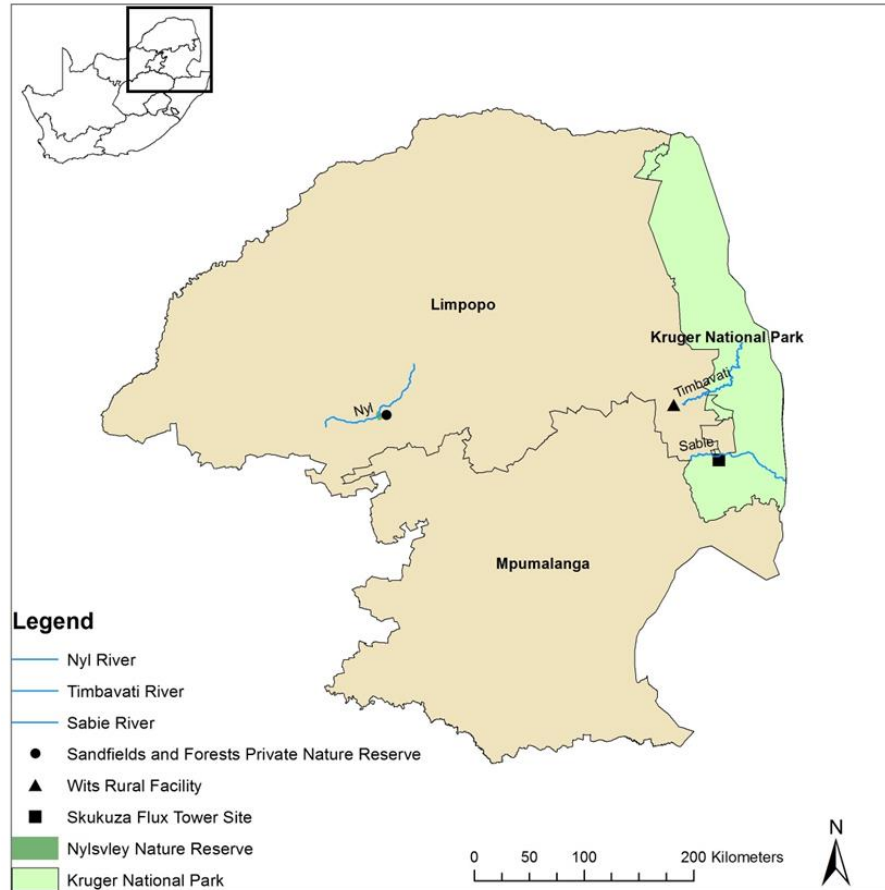 Limpopo
Kruger National Park
Timbavati
Nyl
Sabie
Mpumalanga
Legend
Nyl River
Timbavati River
Sabie River
Sandfields and Forests Private Nature Reserve
Wits Rural Facility
Skukuza Flux Tower Site
Nylsvley Nature Reserve
Kruger National Park
0 50 100 200 Kilometers
N